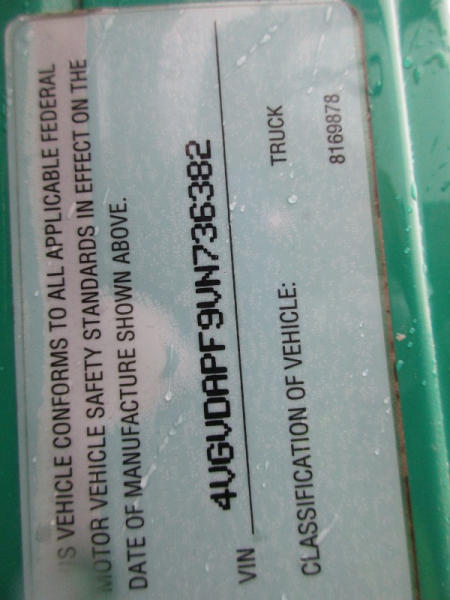 IS VEHICLE CONFORMS TO ALL APPLICABLE FEDERAL
MOTOR VEHICLE SAFETY STANDARDS IN EFFECT ON THE
DATE OF MANUFACTURE SHOWN ABOVE.
VIN 4VGVDAPF9VN736382
CLASSIFICATION OF VEHICLE: TRUCK
8169878